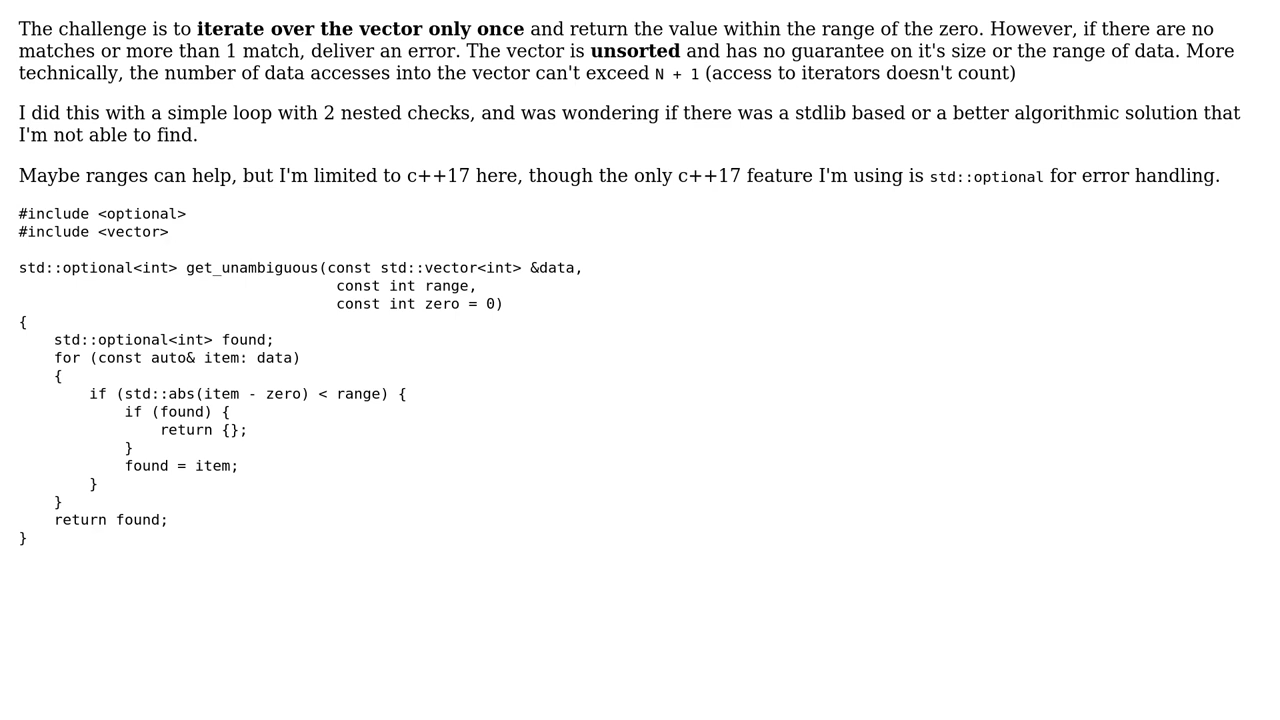 The challenge is to iterate over the vector only once and return the value within the range of the zero. However, if there are no
matches or more than 1 match, deliver an error. The vector is unsorted and has no guarantee on it's size or the range of data. More
technically, the number of data accesses into the vector can't exceed N + 1 (access to iterators doesn't count)
I did this with a simple loop with 2 nested checks, and was wondering if there was a stdlib based or a better algorithmic solution that
I'm not able to find.
Maybe ranges can help, but I'm limited to c++17 here, though the only c++17 feature I'm using is std::optional for error handling.
#include <optional>
#include <vector>
std::optional<int> get_unambiguous(const std::vector<int> &data,
                                    const int range,
                                    const int zero = 0)
{
    std::optional<int> found;
    for (const auto& item: data)
    {
        if (std::abs(item - zero) < range) {
            if (found) {
                return {};
            }
            found = item;
        }
    }
    return found;
}